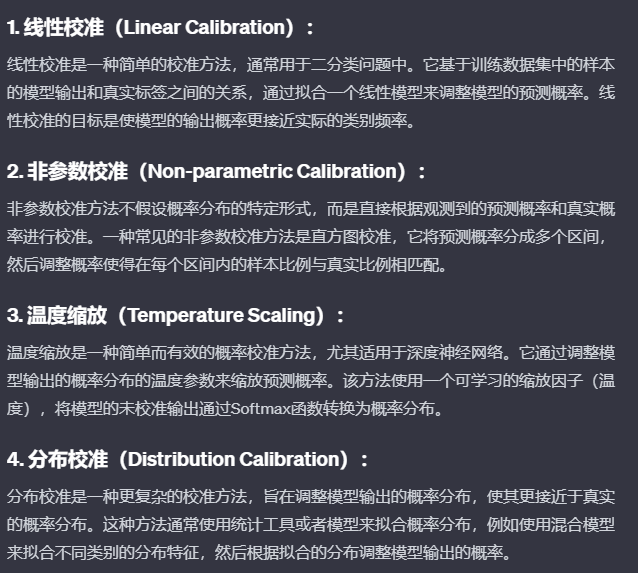 1. 线性校准（Linear Calibration）：
线性校准是一种简单的校准方法，通常用于二分类问题中。它基于训练数据集中的样本
的模型输出和真实标签之间的关系，通过拟合一个线性模型来调整模型的预测概率。线
性校准的目标是使模型的输出概率更接近实际的类别频率。
2. 非参数校准（Non-parametric Calibration）：
非参数校准方法不假设概率分布的特定形式，而是直接根据观测到的预测概率和真实概
率进行校准。一种常见的非参数校准方法是直方图校准，它将预测概率分成多个区间，
然后调整概率使得在每个区间内的样本比例与真实比例相匹配。
3. 温度缩放（Temperature Scaling）：
温度缩放是一种简单而有效的概率校准方法，尤其适用于深度神经网络。它通过调整模
型输出的概率分布的温度参数来缩放预测概率。该方法使用一个可学习的缩放因子（温
度），将模型的未校准输出通过Softmax函数转换为概率分布。
4. 分布校准（Distribution Calibration）：
分布校准是一种更复杂的校准方法，旨在调整模型输出的概率分布，使其更接近于真实
的概率分布。这种方法通常使用统计工具或者模型来拟合概率分布，例如使用混合模型
来拟合不同类别的分布特征，然后根据拟合的分布调整模型输出的概率。